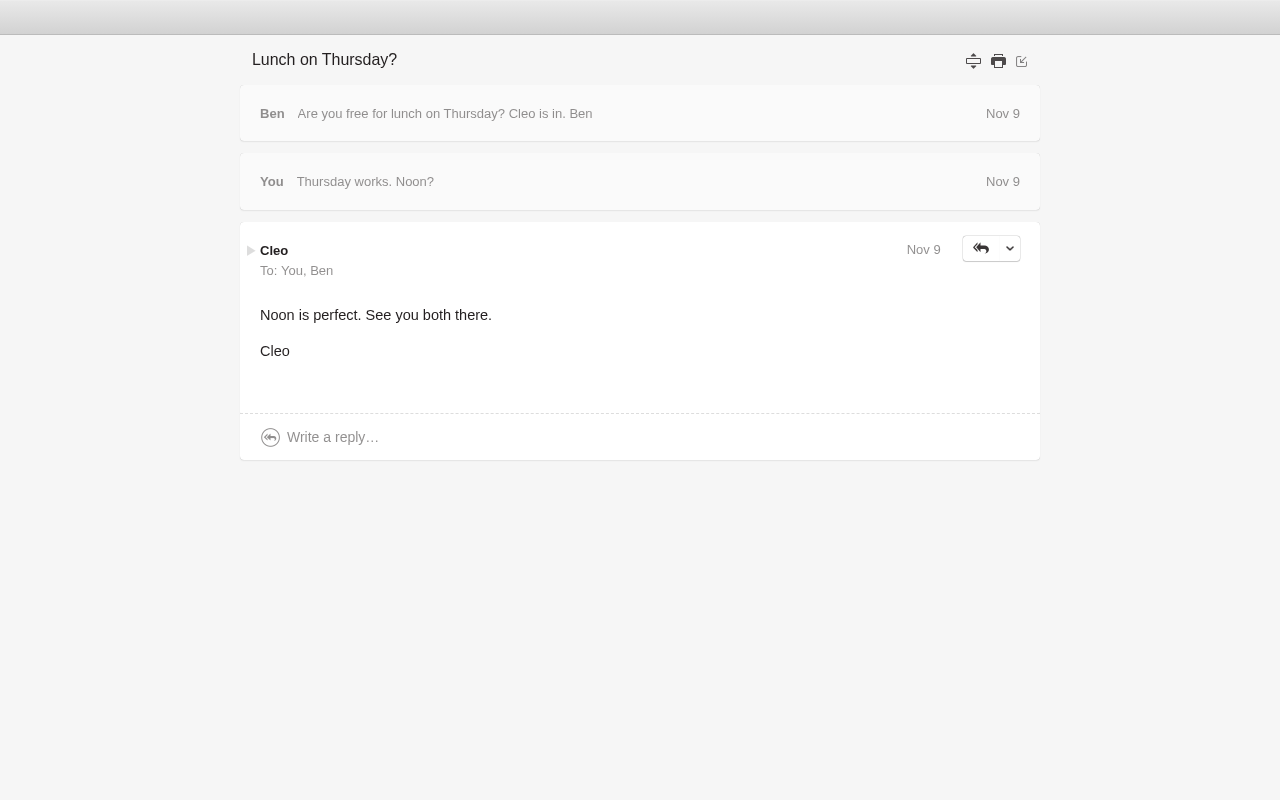 Lunch on Thursday?
Ben Are you free for lunch on Thursday? Cleo is in. Ben Nov 9
You Thursday works. Noon? Nov 9
Cleo Nov 9
To: You, Ben
Noon is perfect. See you both there.
Cleo
Write a reply…